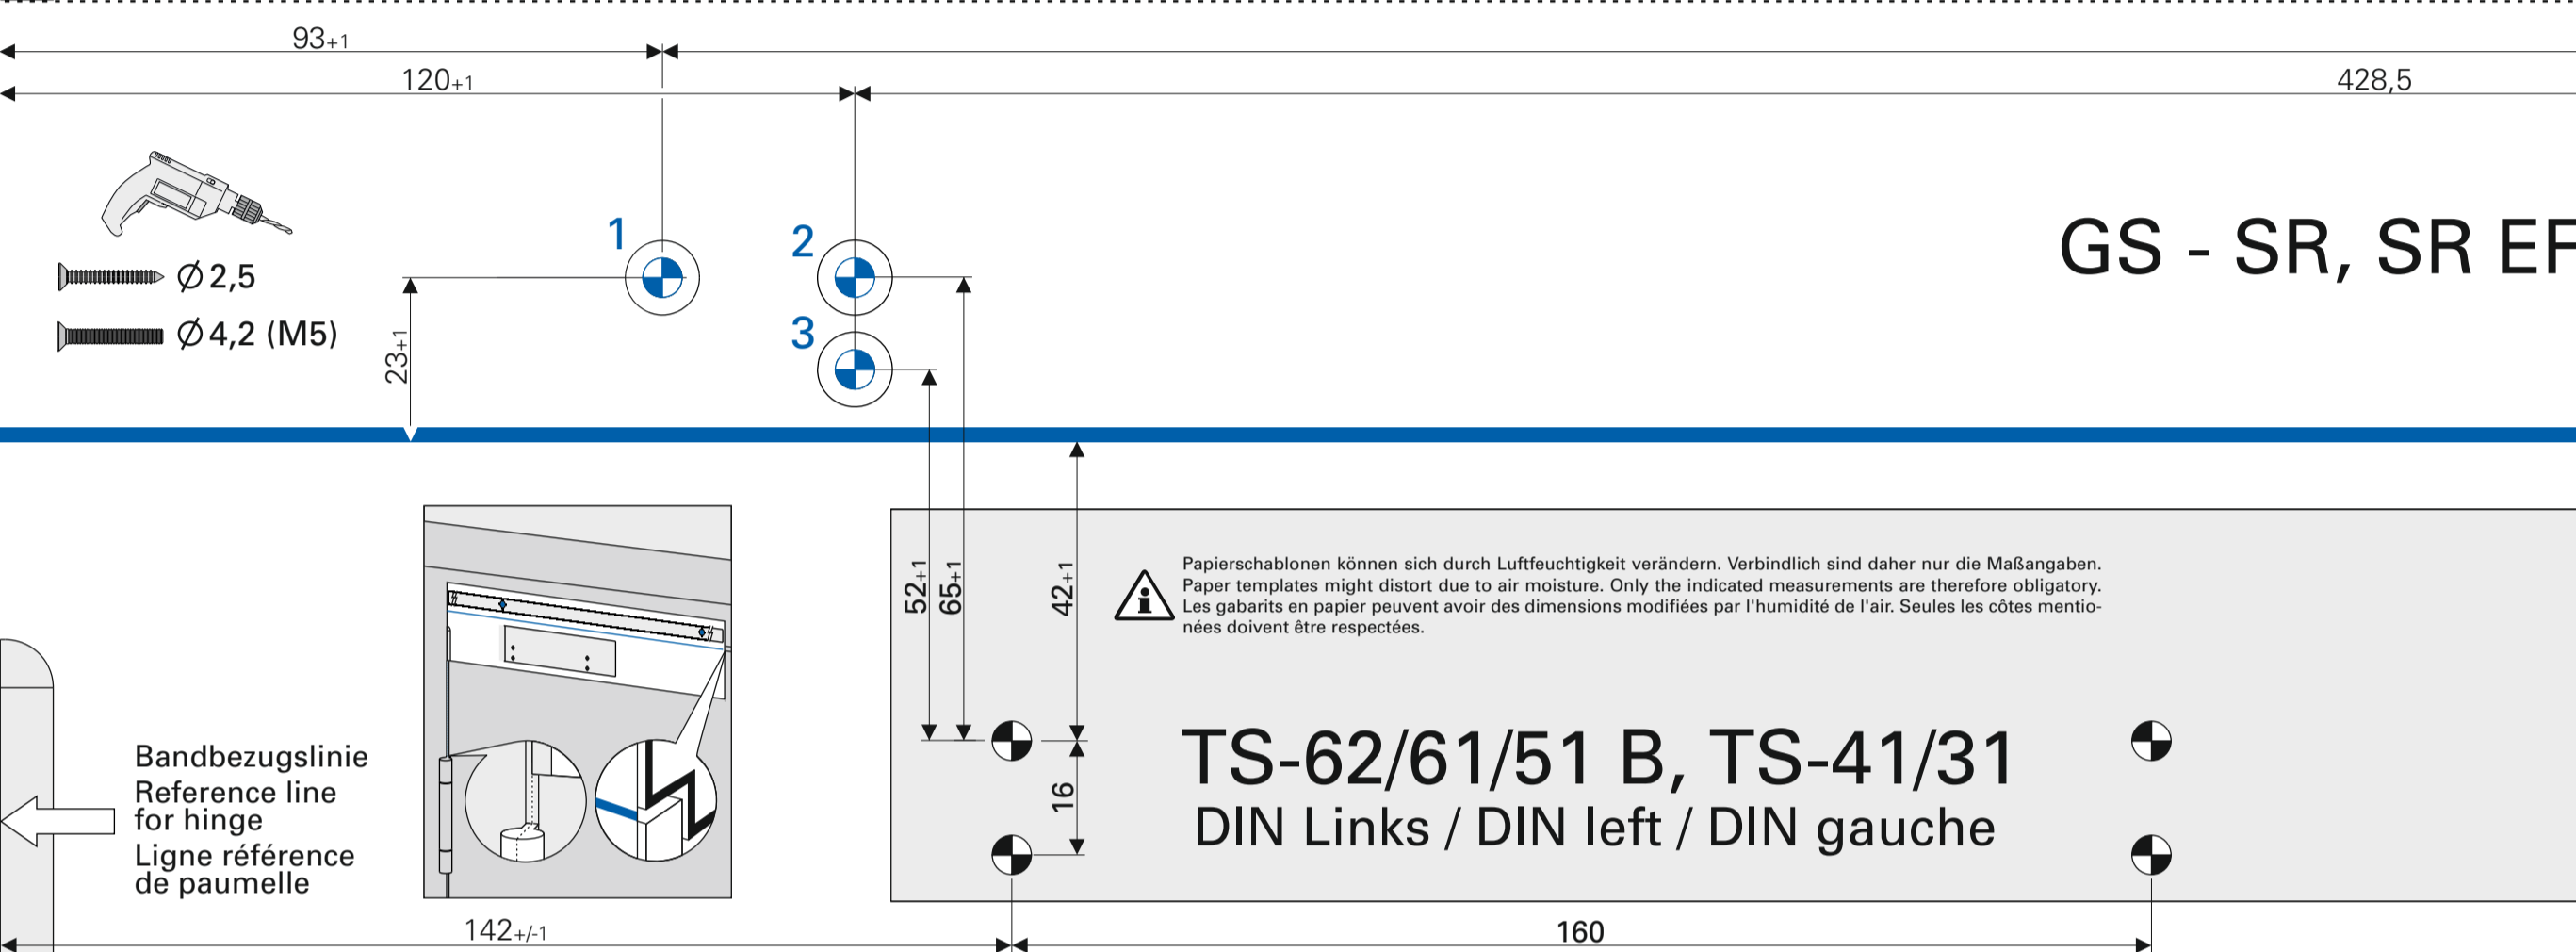 93+1
120+1
428,5
1
2
GS - SR, SR EF
Ø 2,5
3
Ø 4,2 (M5)
23+1
52+1
65+1
42+1
Papierschablonen können sich durch Luftfeuchtigkeit verändern. Verbindlich sind daher nur die Maßangaben.
Paper templates might distort due to air moisture. Only the indicated measurements are therefore obligatory.
Les gabarits en papier peuvent avoir des dimensions modifiées par l'humidité de l'air. Seules les côtes mentio-
nées doivent être respectées.
Bandbezugslinie
Reference line
for hinge
Ligne référence
de paumelle
16
TS-62/61/51 B, TS-41/31
DIN Links / DIN left / DIN gauche
142+/-1
160